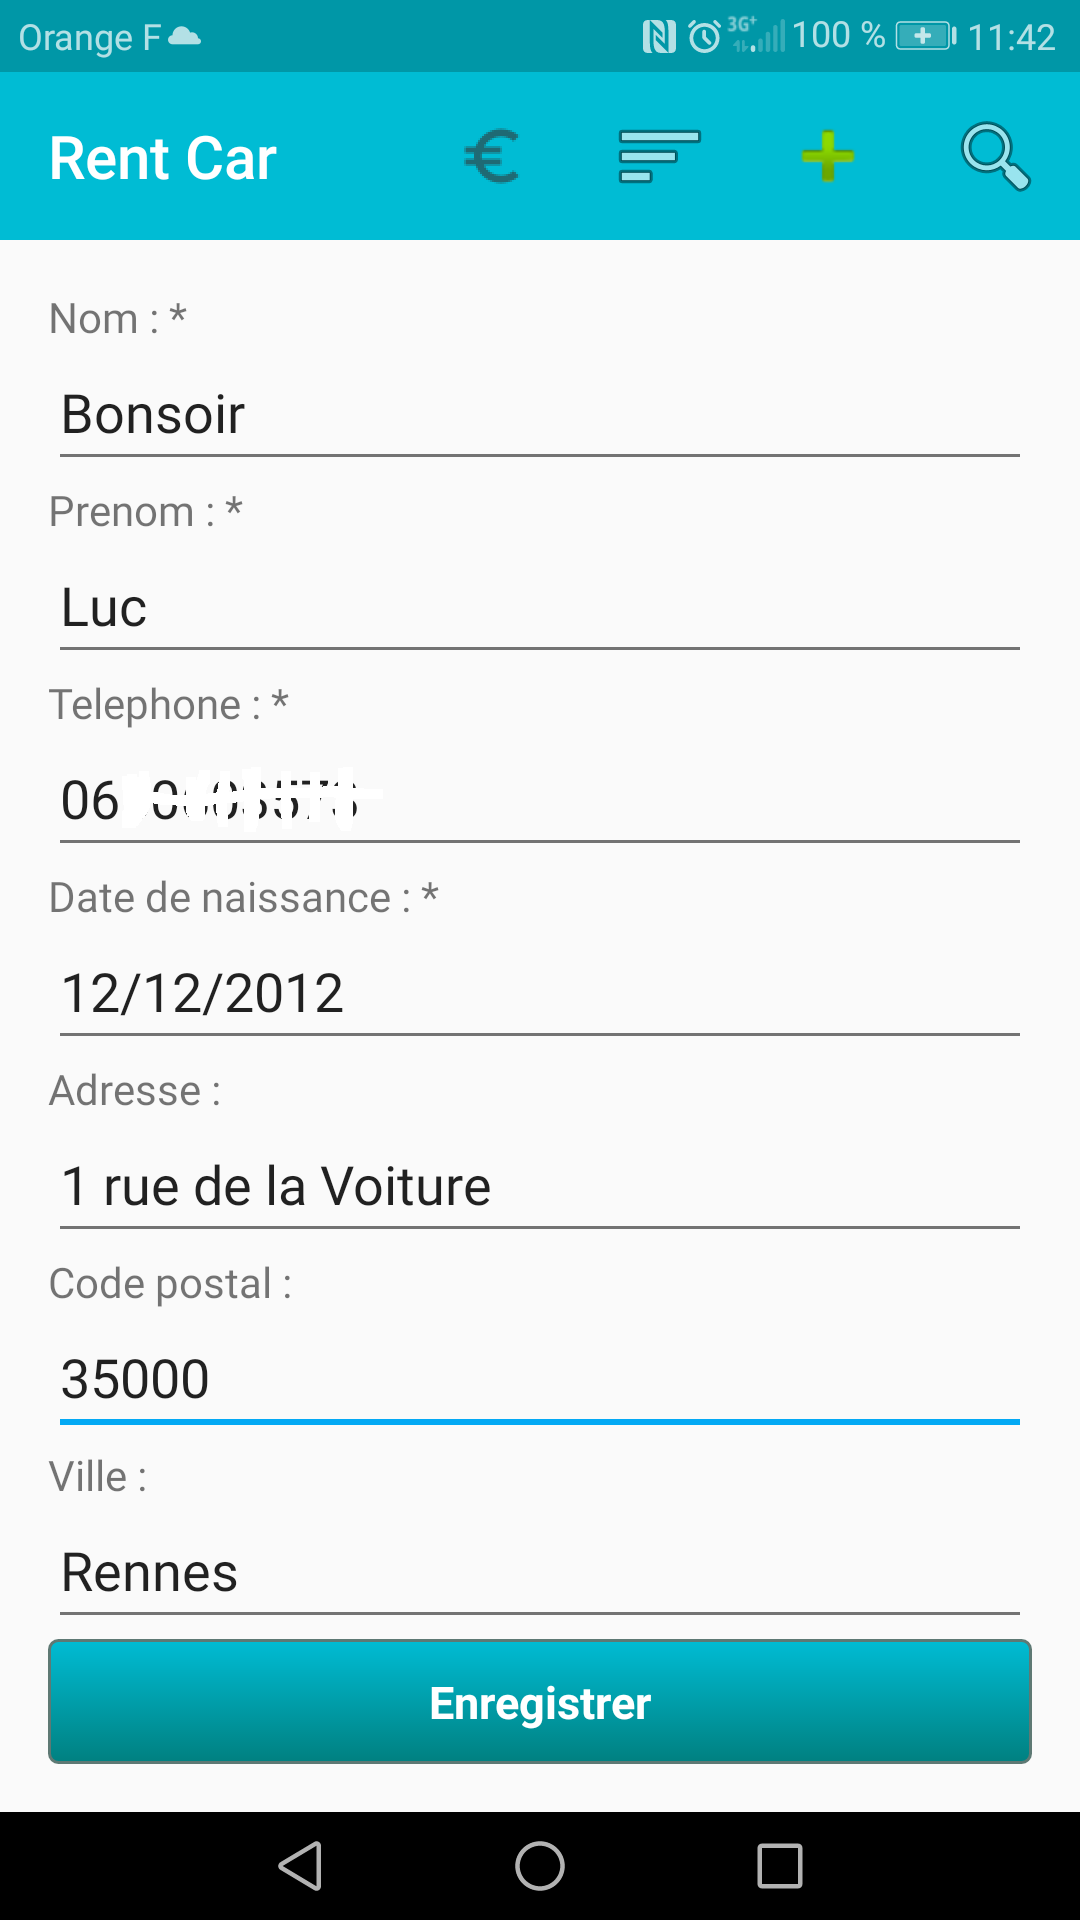 Orange F
3G+
100 %
11:42
Rent Car
Nom : *
Bonsoir
Prenom : *
Luc
Telephone : *
06
Date de naissance : *
12/12/2012
Adresse :
1 rue de la Voiture
Code postal :
35000
Ville :
Rennes
Enregistrer